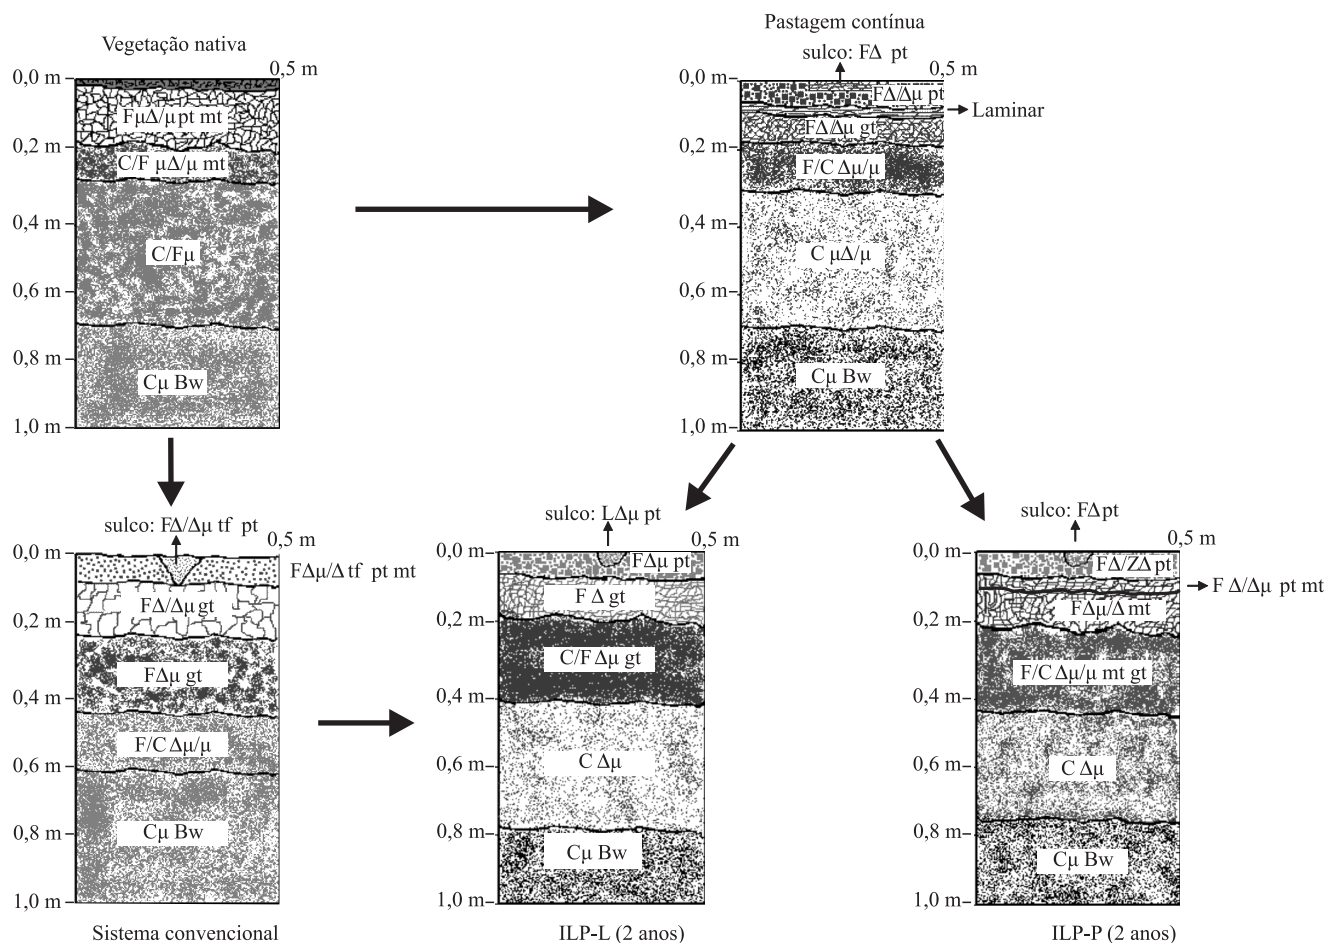 Vegetação nativa
0,5 m
0,0 m
FμΔ/μ pt mt
0,2 m
C/F μΔ/μ mt
0,4 m
C/Fμ
0,6 m
0,8 m
Cμ Bw
1,0 m
Pastagem contínua
sulco: FΔ pt
0,5 m
0,0 m
FΔ/Δμ pt
Laminar
FΔ Δμ gt
0,2 m
F/C Δμ/μ
0,4 m
C μΔ/μ
0,6 m
0,8 m
Cμ Bw
1,0 m
sulco: FΔ/Δμ tf pt
0,5 m
0,0 m
FΔμ/Δ tf pt mt
FΔ/Δμ gt
0,2 m
FΔμ gt
0,4 m
F/C Δμ/μ
0,6 m
Cμ Bw
0,8 m
1,0 m
Sistema convencional
sulco: LΔμ pt
0,5 m
0,0 m
FΔμ pt
F Δ gt
0,2 m
C/F Δμ gt
0,4 m
C Δμ
0,6 m
0,8 m
Cμ Bw
1,0 m
ILP-L (2 anos)
sulco: FΔpt
0,5 m
0,0 m
FΔ/ZΔ pt
F Δ/Δμ pt mt
FΔμ/Δ mt
0,2 m
F/C Δμ/μ mt gt
0,4 m
C Δμ
0,6 m
0,8 m
Cμ Bw
1,0 m
ILP-P (2 anos)